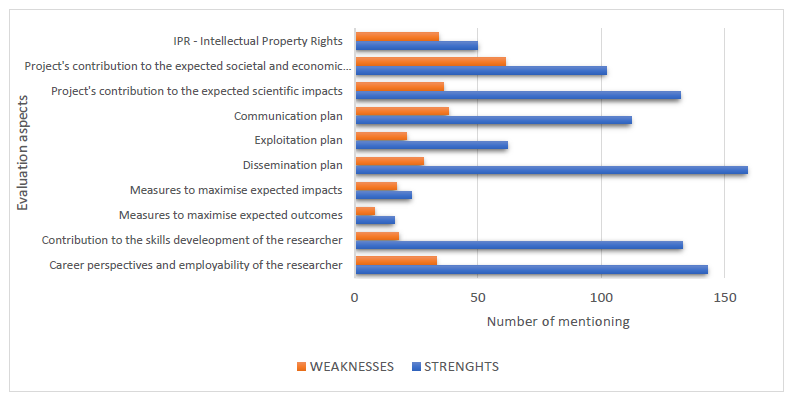 IPR - Intellectual Property Rights
Project's contribution to the expected societal and economic...
Project's contribution to the expected scientific impacts
Communication plan
Exploitation plan
Dissemination plan
Measures to maximise expected impacts
Measures to maximise expected outcomes
Contribution to the skills develeopment of the researcher
Career perspectives and employability of the researcher
Evaluation aspects
0 50 100 150
Number of mentioning
WEAKNESSES STRENGHTS